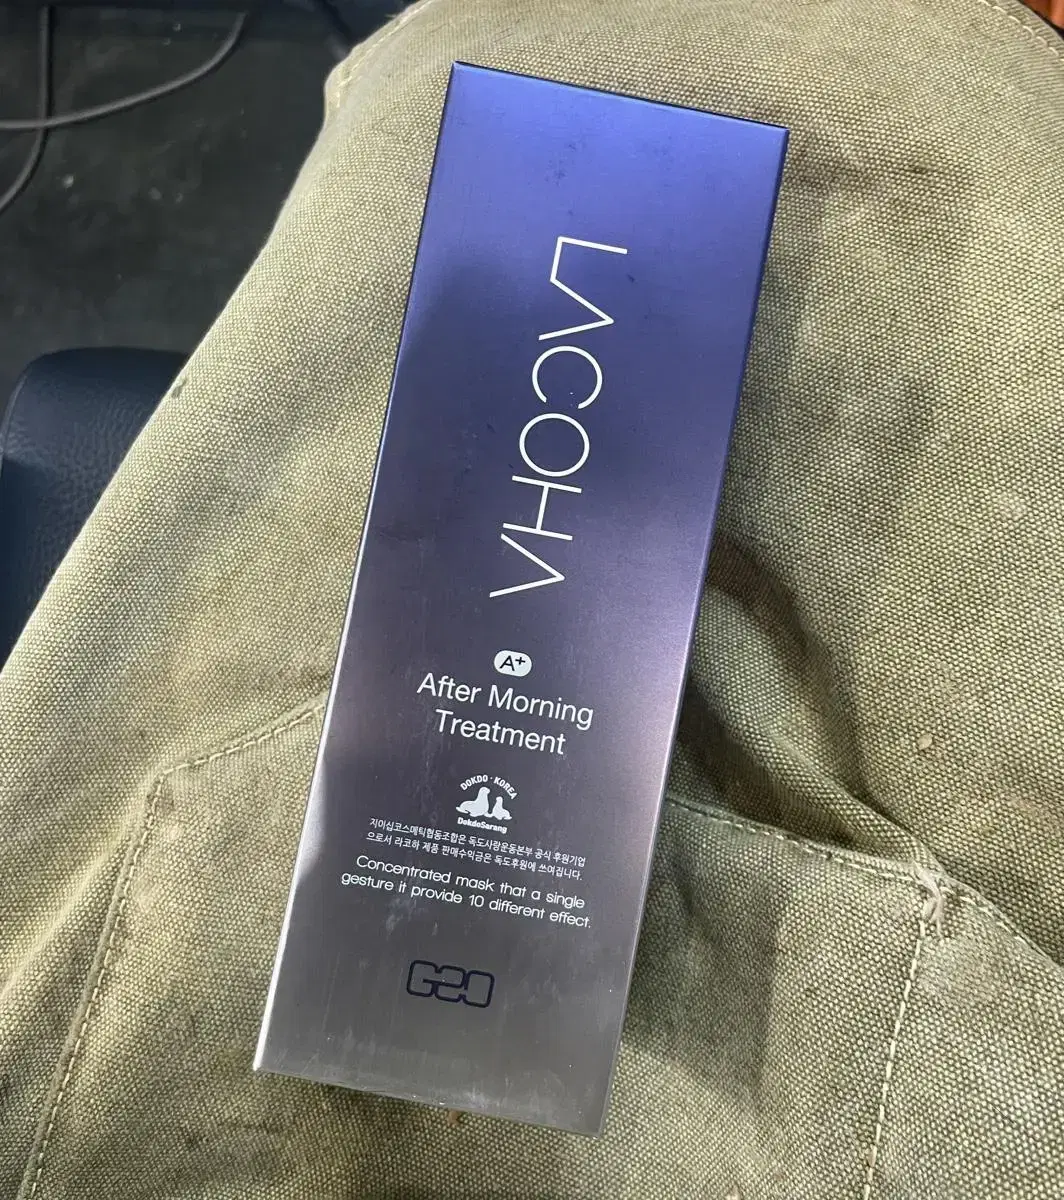 LACOHA
A+
After Morning
Treatment
DOKDO · KOREA
DokdoSarang
지이십코스메틱협동조합은 독도사랑운동본부 공식 후원기업
으로서 라코하 제품 판매수익금은 독도후원에 쓰여집니다.
Concentrated mask that a single
gesture it provide 10 different effect.
G20